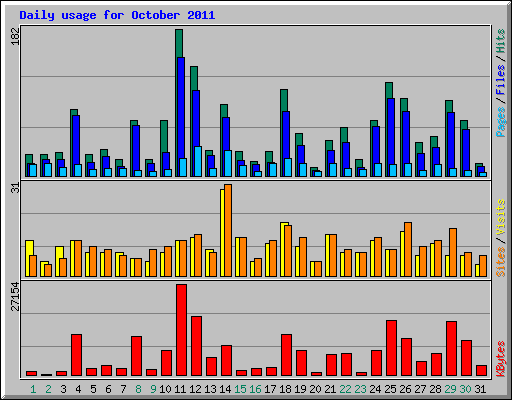 Daily usage for October 2011
182
31
27154
Pages / Files / Hits
Sites / Visits
KBytes
1 2 3 4 5 6 7 8 9 10 11 12 13 14 15 16 17 18 19 20 21 22 23 24 25 26 27 28 29 30 31